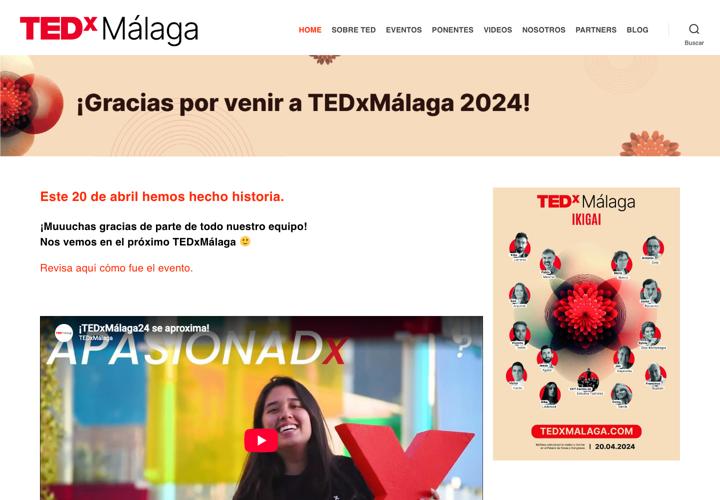 TEDx Málaga
HOME SOBRE TED EVENTOS PONENTES VIDEOS NOSOTROS PARTNERS BLOG
Buscar
¡Gracias por venir a TEDxMálaga 2024!
Este 20 de abril hemos hecho historia.
¡Muuuchas gracias de parte de todo nuestro equipo!
Nos vemos en el próximo TEDxMálaga 🙂
Revisa aquí cómo fue el evento.
¡TEDxMálaga24 se aproxima!
TEDxMálaga
APASIONADx
?
TEDx Málaga
IKIGAI
TEDXMALAGA.COM
20.04.2024